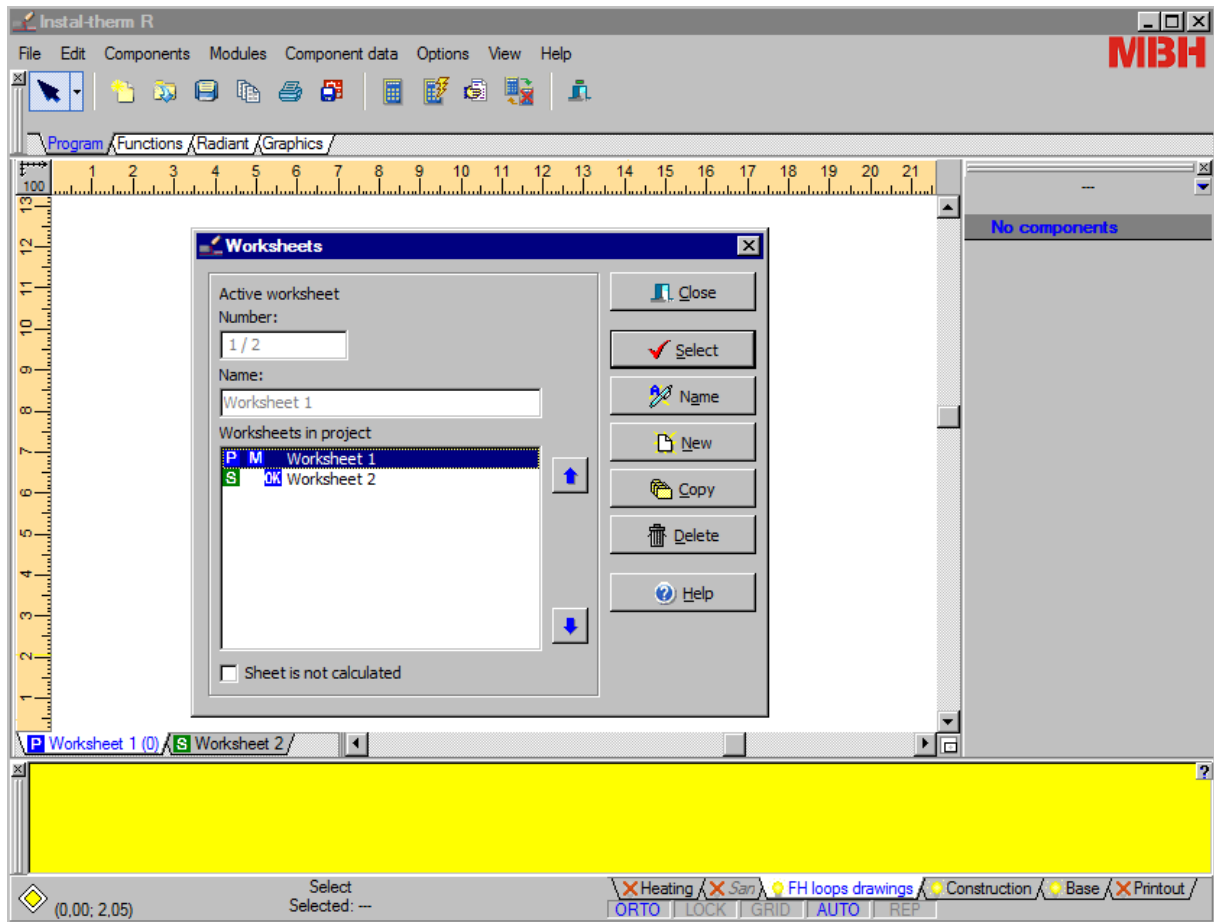 Instal-therm R
File Edit Components Modules Component data Options View Help
MBH
Program Functions Radiant Graphics
100 1 2 3 4 5 6 7 8 9 10 11 12 13 14 15 16 17 18 19 20 21
---
No components
13
12
11
10
9
8
7
6
5
4
3
2
1
Worksheets
Active worksheet
Number:
1 / 2
Name:
Worksheet 1
Worksheets in project
P M Worksheet 1
S OK Worksheet 2
Sheet is not calculated
Close
Select
Name
New
Copy
Delete
Help
P Worksheet 1 (0) S Worksheet 2
?
(0,00; 2,05)
Select
Selected: ---
Heating San FH loops drawings Construction Base Printout
ORTO LOCK GRID AUTO REP